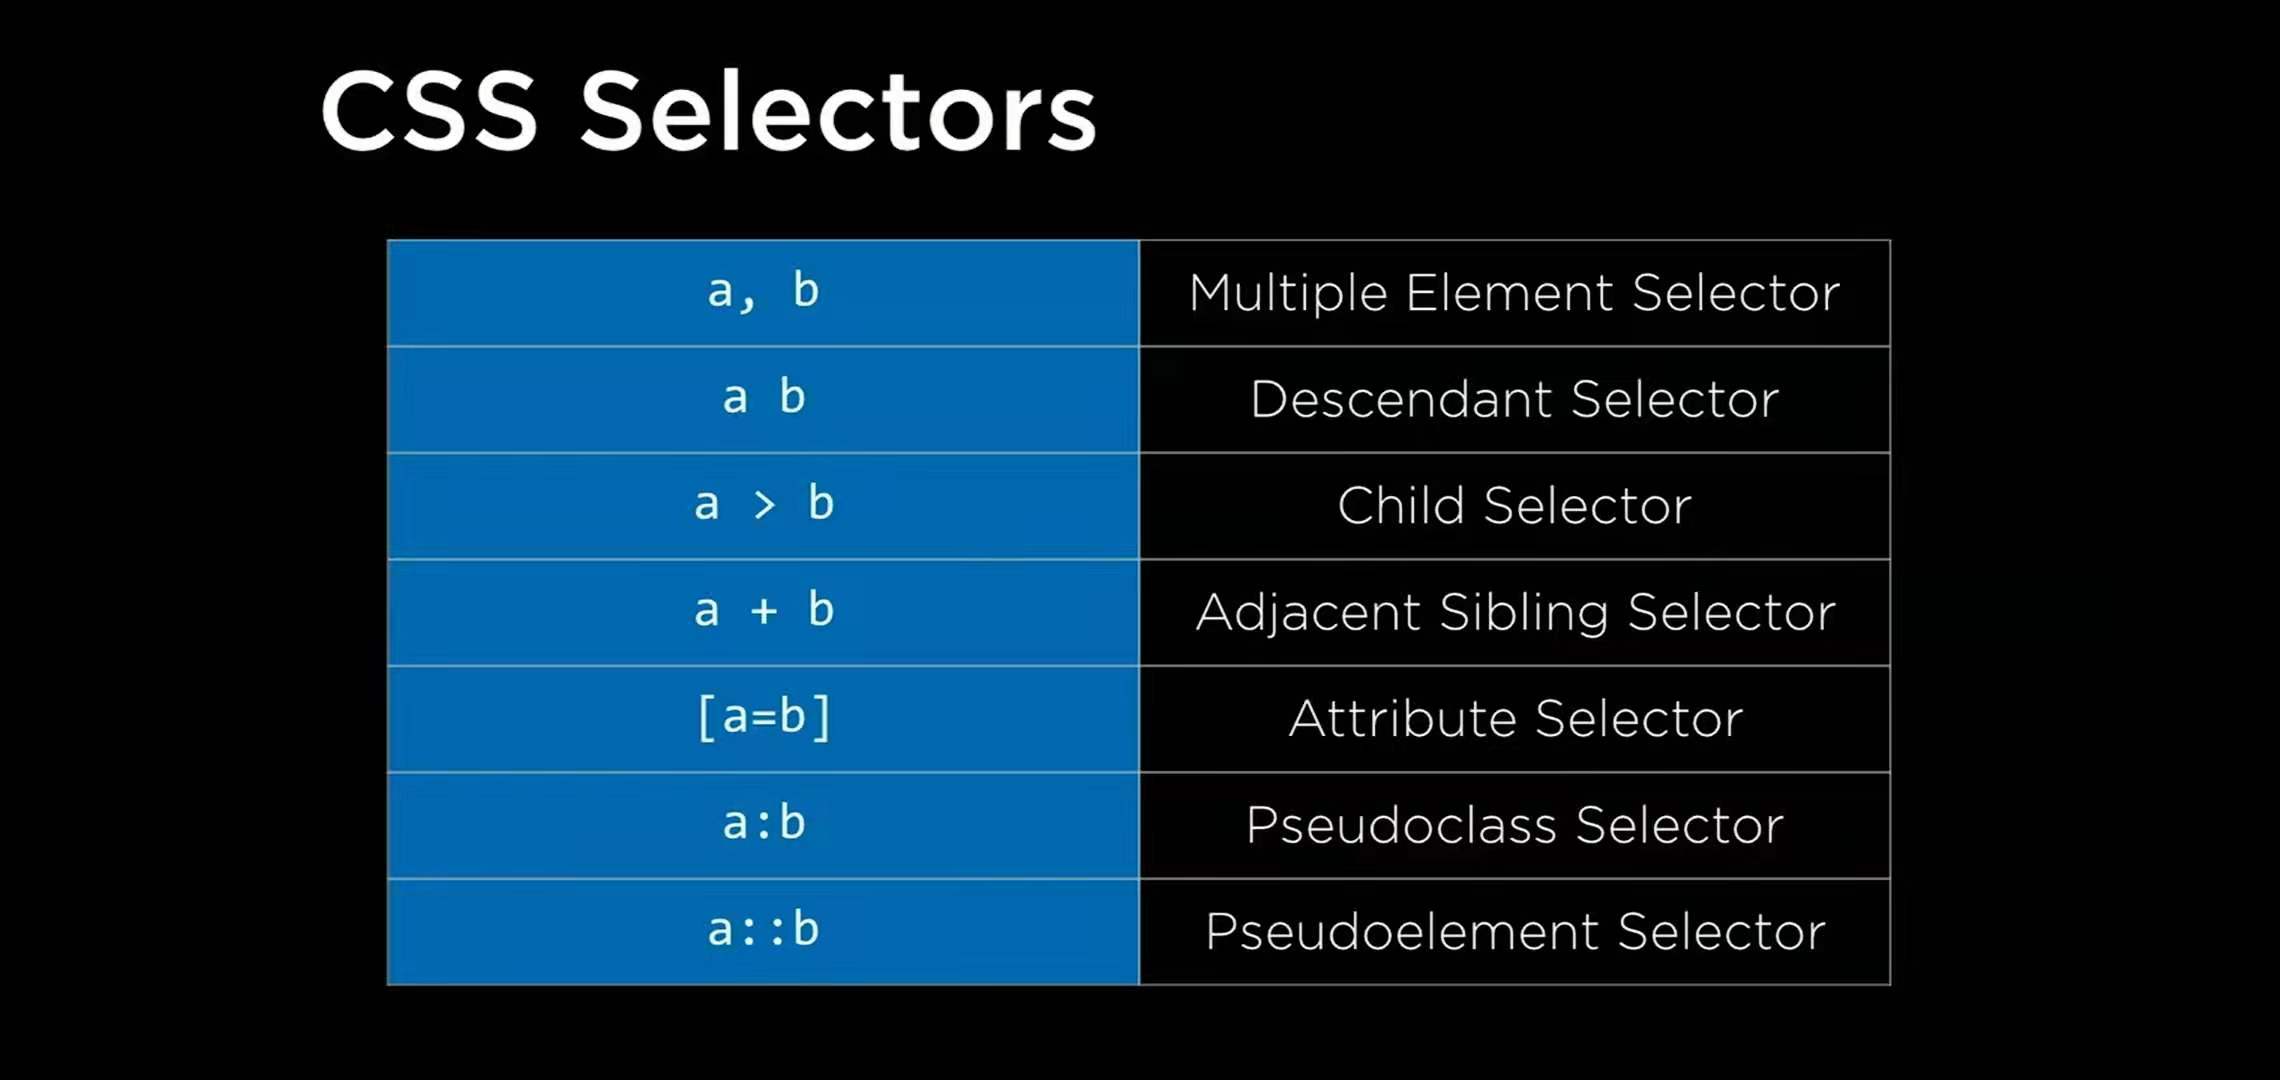 CSS Selectors
a, b
Multiple Element Selector
a b
Descendant Selector
a > b
Child Selector
a + b
Adjacent Sibling Selector
[a=b]
Attribute Selector
a:b
Pseudoclass Selector
a::b
Pseudoelement Selector